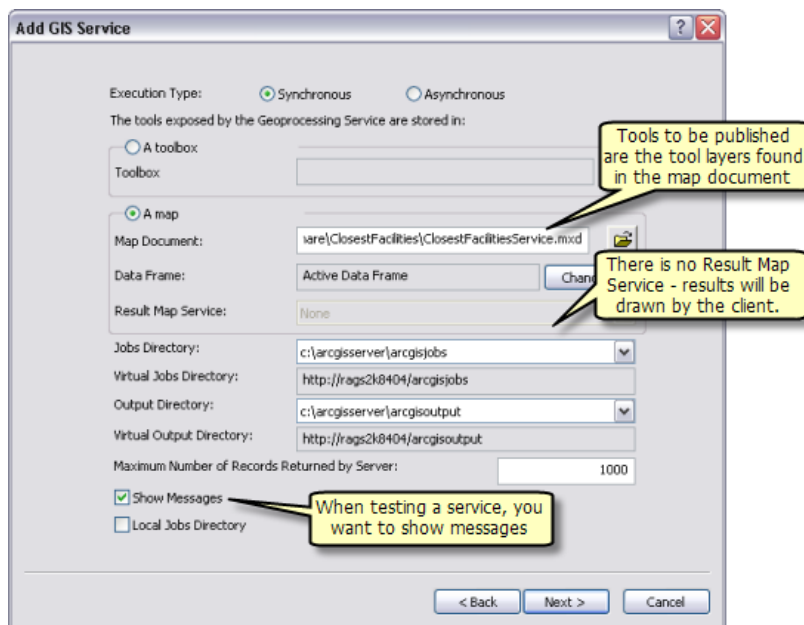 Add GIS Service
Execution Type: Synchronous Asynchronous
The tools exposed by the Geoprocessing Service are stored in:
A toolbox
Toolbox
Tools to be published
are the tool layers found
in the map document
A map
Map Document: \ClosestFacilities\ClosestFacilitiesService.mxd
Data Frame: Active Data Frame
There is no Result Map
Service - results will be
drawn by the client.
Result Map Service: None
Jobs Directory: c:\arcgisserver\arcgisjobs
Virtual Jobs Directory: http://rags2k8404/arcgisjobs
Output Directory: c:\arcgisserver\arcgisoutput
Virtual Output Directory: http://rags2k8404/arcgisoutput
Maximum Number of Records Returned by Server: 1000
Show Messages
When testing a service, you
want to show messages
Local Jobs Directory
< Back Next > Cancel